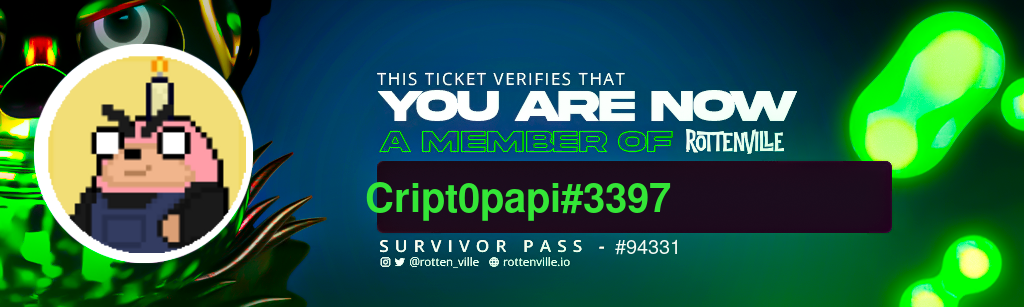 THIS TICKET VERIFIES THAT
YOU ARE NOW
A MEMBER OF ROTTENVILLE
Cript0papi#3397
SURVIVOR PASS - #94331
@rotten_ville rottenville.io